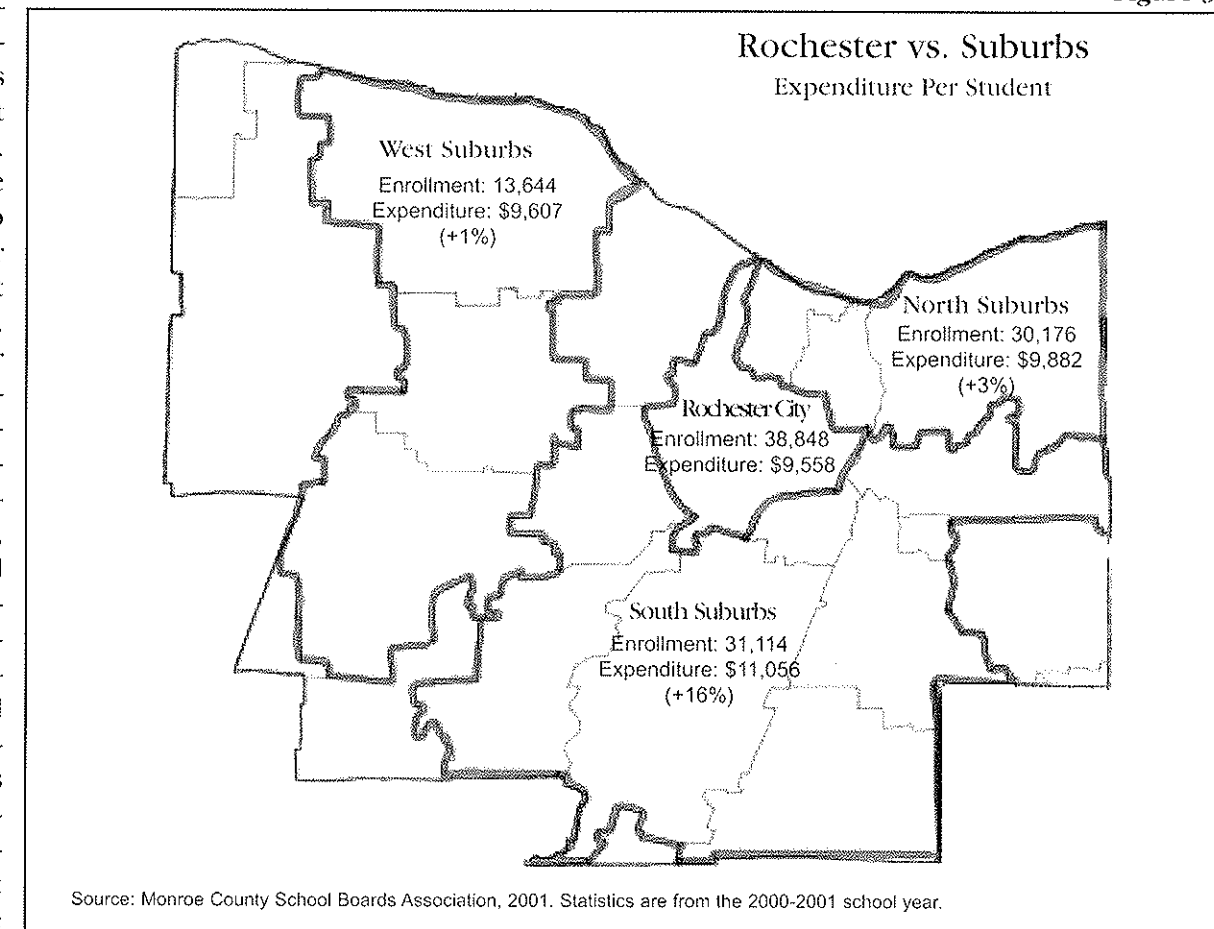 Rochester vs. Suburbs
Expenditure Per Student
West Suburbs
Enrollment: 13,644
Expenditure: $9,607
(+1%)
North Suburbs
Enrollment: 30,176
Expenditure: $9,882
(+3%)
Rochester City
Enrollment: 38,848
Expenditure: $9,558
South Suburbs
Enrollment: 31,114
Expenditure: $11,056
(+16%)
Source: Monroe County School Boards Association, 2001. Statistics are from the 2000-2001 school year.